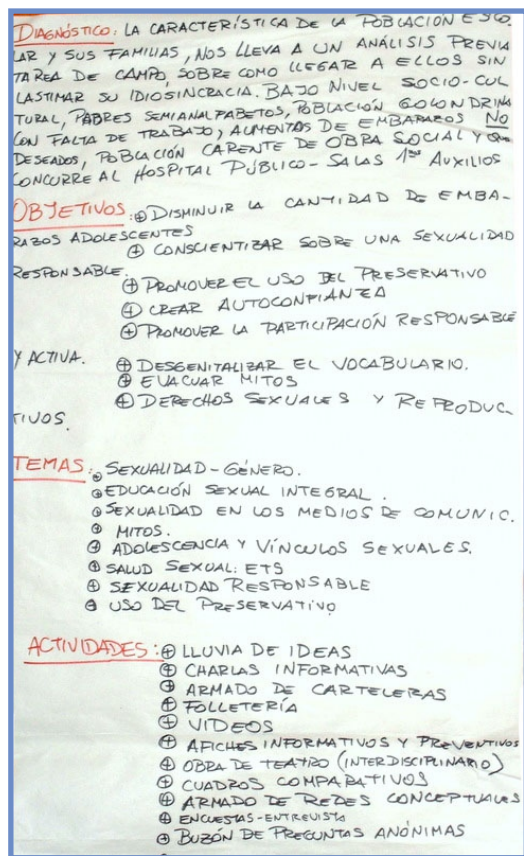 DIAGNÓSTICO: LA CARACTERÍSTICA DE LA POBLACIÓN ESCO
LAR Y SUS FAMILIAS, NOS LLEVA A UN ANÁLISIS PREVIA
TAREA DE CAMPO, SOBRE COMO LLEGAR A ELLOS SIN
LASTIMAR SU IDIOSINCRACIA. BAJO NIVEL SOCIO-CUL
TURAL, PADRES SEMIANALFABETOS, POBLACIÓN GOLONDRINA
CON FALTA DE TRABAJO, AUMENTOS DE EMBARAZOS NO
DESEADOS, POBLACIÓN CARENTE DE OBRA SOCIAL Y QUE
CONCURRE AL HOSPITAL PÚBLICO - SALAS 1ros AUXILIOS
OBJETIVOS: ⊕ DISMINUIR LA CANTIDAD DE EMBA-
RAZOS ADOLESCENTES
⊕ CONSCIENTIZAR SOBRE UNA SEXUALIDAD
RESPONSABLE.
⊕ PROMOVER EL USO DEL PRESERVATIVO
⊕ CREAR AUTOCONFIANZA
⊕ PROMOVER LA PARTICIPACIÓN RESPONSABLE
Y ACTIVA.
⊕ DESGENITALIZAR EL VOCABULARIO.
⊕ EVACUAR MITOS
⊕ DERECHOS SEXUALES Y REPRODUC
TIVOS.
TEMAS: ⊕ SEXUALIDAD - GÉNERO.
⊕ EDUCACIÓN SEXUAL INTEGRAL.
⊕ SEXUALIDAD EN LOS MEDIOS DE COMUNIC.
⊕ MITOS.
⊕ ADOLESCENCIA Y VÍNCULOS SEXUALES.
⊕ SALUD SEXUAL: ETS
⊕ SEXUALIDAD RESPONSABLE
⊕ USO DEL PRESERVATIVO
ACTIVIDADES: ⊕ LLUVIA DE IDEAS
⊕ CHARLAS INFORMATIVAS
⊕ ARMADO DE CARTELERAS
⊕ FOLLETERÍA
⊕ VIDEOS
⊕ AFICHES INFORMATIVOS Y PREVENTIVOS
⊕ OBRA DE TEATRO (INTERDISCIPLINARIO)
⊕ CUADROS COMPARATIVOS
⊕ ARMADO DE REDES CONCEPTUALES
⊕ ENCUESTAS-ENTREVISTA
⊕ BUZÓN DE PREGUNTAS ANÓNIMAS